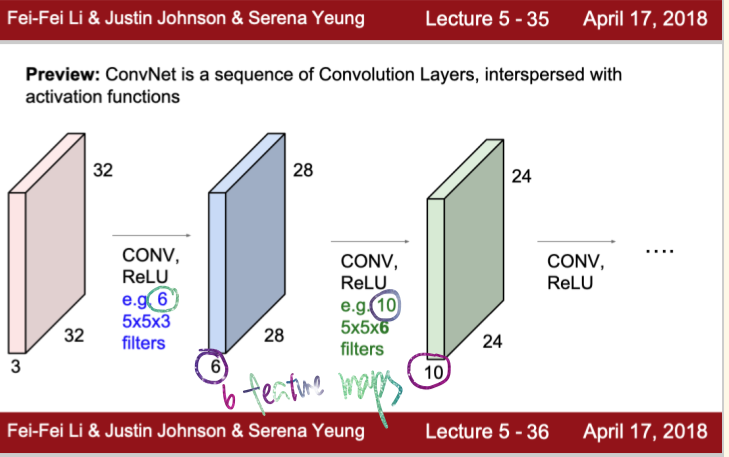 Fei-Fei Li & Justin Johnson & Serena Yeung Lecture 5 - 35 April 17, 2018
Preview: ConvNet is a sequence of Convolution Layers, interspersed with
activation functions
32
32
3
CONV,
ReLU
e.g. 6
5x5x3
filters
28
28
6
6 feature maps
CONV,
ReLU
e.g. 10
5x5x6
filters
24
24
10
CONV,
ReLU
....
Fei-Fei Li & Justin Johnson & Serena Yeung Lecture 5 - 36 April 17, 2018